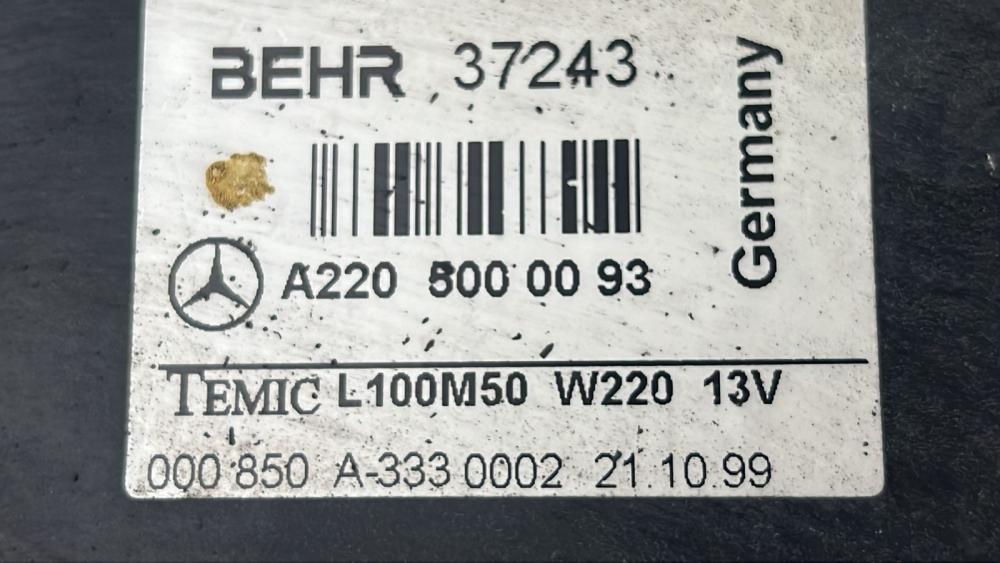 BEHR 37243
Germany
A220 500 00 93
TEMIC L100M50 W220 13V
000 850 A-333 0002 21.10.99